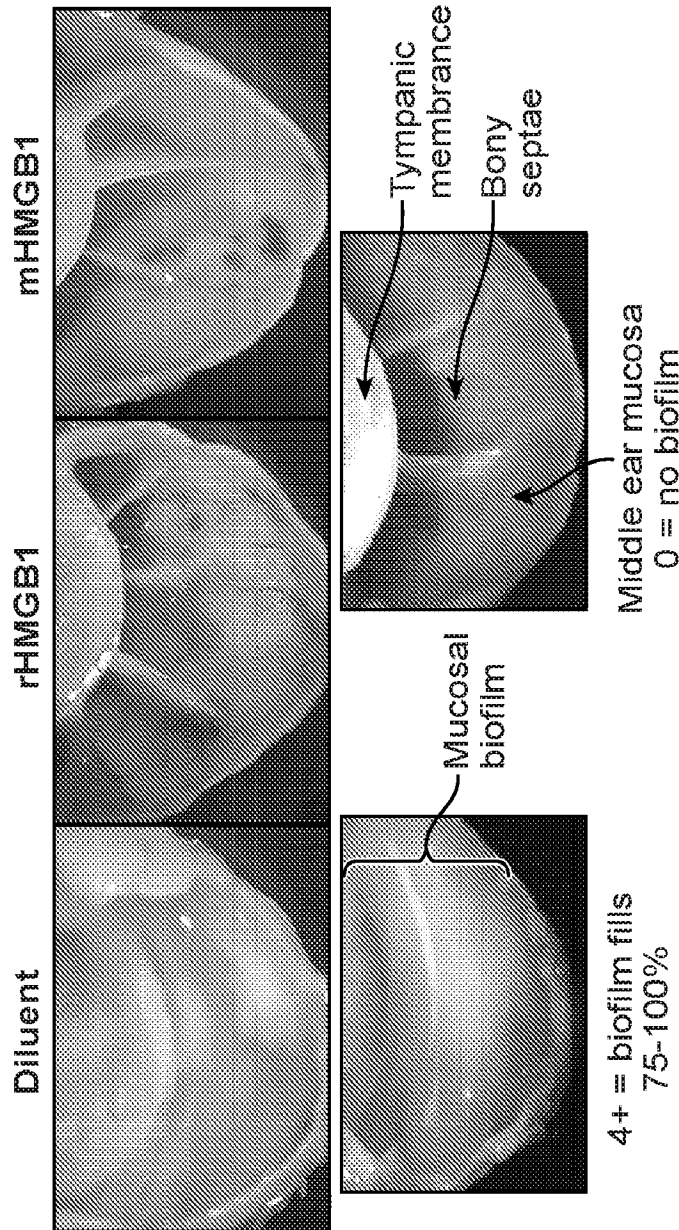 Diluent
rHMGB1
mHMGB1
Mucosal
biofilm
Tympanic
membrance
Bony
septae
4+ = biofilm fills
75-100%
Middle ear mucosa
0 = no biofilm